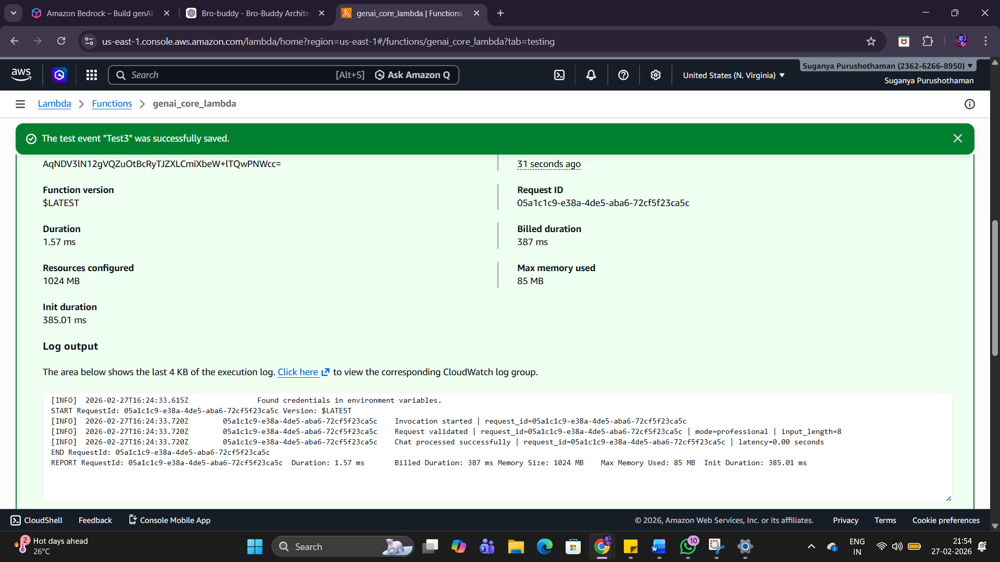 Amazon Bedrock – Build genAI
Bro-buddy - Bro-Buddy Archite
genai_core_lambda | Functions
us-east-1.console.aws.amazon.com/lambda/home?region=us-east-1#/functions/genai_core_lambda?tab=testing
aws
Search
[Alt+S]
Ask Amazon Q
United States (N. Virginia) ▼
Suganya Purushothaman (2362-6266-8950) ▼
Suganya Purushothaman
Lambda
Functions
genai_core_lambda
The test event "Test3" was successfully saved.
AqNDV3lN12gVQZuOtBcRyTJZXLCmiXbeW+lTQwPNWcc=
31 seconds ago
Function version
$LATEST
Request ID
05a1c1c9-e38a-4de5-aba6-72cf5f23ca5c
Duration
1.57 ms
Billed duration
387 ms
Resources configured
1024 MB
Max memory used
85 MB
Init duration
385.01 ms
Log output
The area below shows the last 4 KB of the execution log. Click here to view the corresponding CloudWatch log group.
[INFO] 2026-02-27T16:24:33.615Z Found credentials in environment variables.
START RequestId: 05a1c1c9-e38a-4de5-aba6-72cf5f23ca5c Version: $LATEST
[INFO] 2026-02-27T16:24:33.720Z 05a1c1c9-e38a-4de5-aba6-72cf5f23ca5c Invocation started | request_id=05a1c1c9-e38a-4de5-aba6-72cf5f23ca5c
[INFO] 2026-02-27T16:24:33.720Z 05a1c1c9-e38a-4de5-aba6-72cf5f23ca5c Request validated | request_id=05a1c1c9-e38a-4de5-aba6-72cf5f23ca5c | mode=professional | input_length=8
[INFO] 2026-02-27T16:24:33.720Z 05a1c1c9-e38a-4de5-aba6-72cf5f23ca5c Chat processed successfully | request_id=05a1c1c9-e38a-4de5-aba6-72cf5f23ca5c | latency=0.00 seconds
END RequestId: 05a1c1c9-e38a-4de5-aba6-72cf5f23ca5c
REPORT RequestId: 05a1c1c9-e38a-4de5-aba6-72cf5f23ca5c Duration: 1.57 ms Billed Duration: 387 ms Memory Size: 1024 MB Max Memory Used: 85 MB Init Duration: 385.01 ms
CloudShell
Feedback
Console Mobile App
© 2026, Amazon Web Services, Inc. or its affiliates.
Privacy
Terms
Cookie preferences
2
Hot days ahead
26°C
Search
10
ENG
IN
21:54
27-02-2026